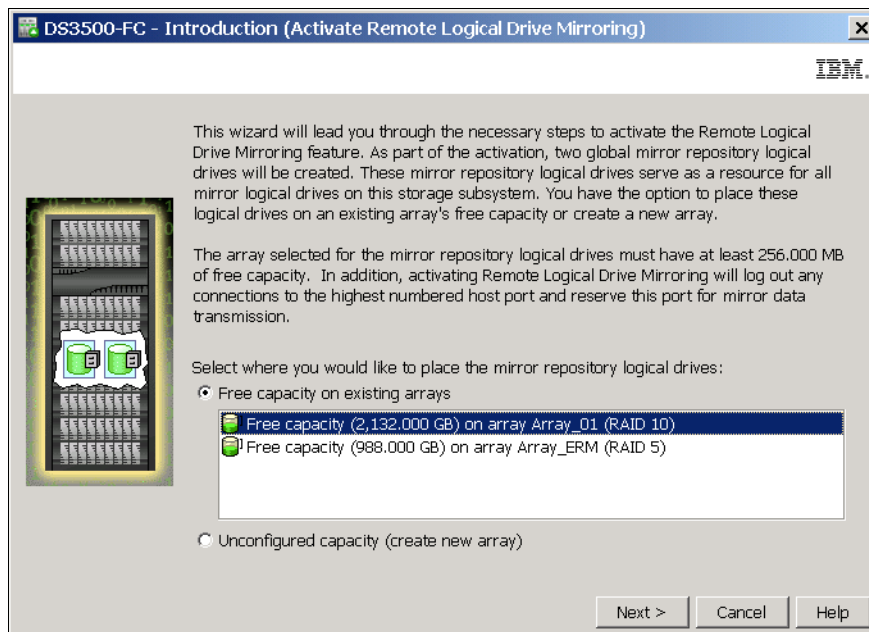 DS3500-FC - Introduction (Activate Remote Logical Drive Mirroring)
IBM.
This wizard will lead you through the necessary steps to activate the Remote Logical
Drive Mirroring feature. As part of the activation, two global mirror repository logical
drives will be created. These mirror repository logical drives serve as a resource for all
mirror logical drives on this storage subsystem. You have the option to place these
logical drives on an existing array's free capacity or create a new array.
The array selected for the mirror repository logical drives must have at least 256.000 MB
of free capacity. In addition, activating Remote Logical Drive Mirroring will log out any
connections to the highest numbered host port and reserve this port for mirror data
transmission.
Select where you would like to place the mirror repository logical drives:
Free capacity on existing arrays
Free capacity (2,132.000 GB) on array Array_01 (RAID 10)
Free capacity (988.000 GB) on array Array_ERM (RAID 5)
Unconfigured capacity (create new array)
Next > Cancel Help